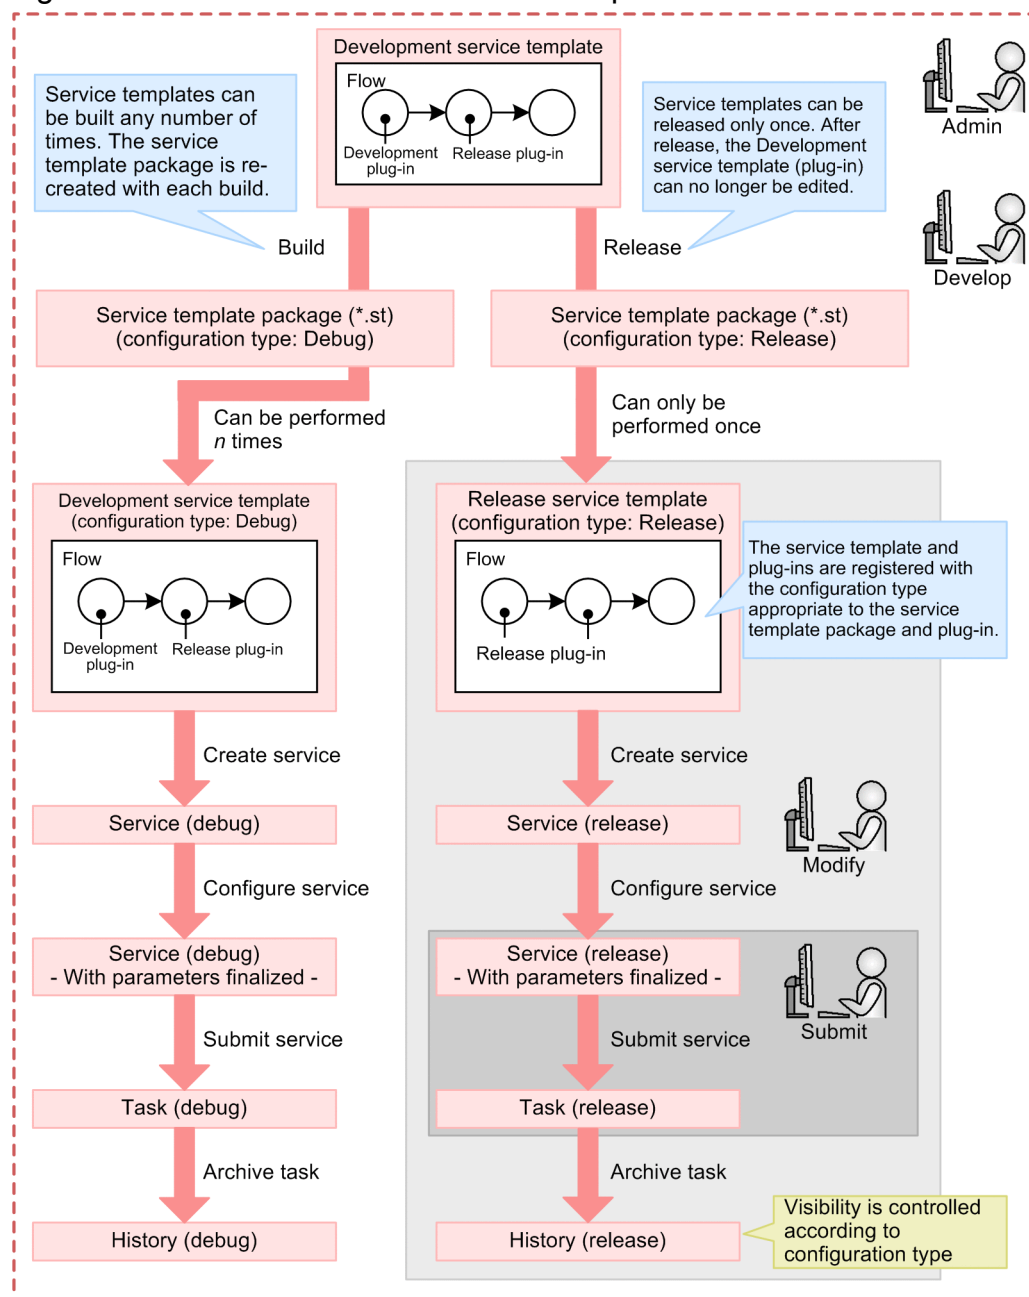 Development service template
Flow
Development
plug-in
Release plug-in
Service templates can
be built any number of
times. The service
template package is re-
created with each build.
Service templates can be
released only once. After
release, the Development
service template (plug-in)
can no longer be edited.
Admin
Develop
Build
Release
Service template package (*.st)
(configuration type: Debug)
Service template package (*.st)
(configuration type: Release)
Can be performed
n times
Can only be
performed once
Development service template
(configuration type: Debug)
Flow
Development
plug-in
Release plug-in
Release service template
(configuration type: Release)
Flow
Release plug-in
The service template and
plug-ins are registered with
the configuration type
appropriate to the service
template package and plug-in.
Create service
Create service
Service (debug)
Service (release)
Modify
Configure service
Configure service
Service (debug)
- With parameters finalized -
Service (release)
- With parameters finalized -
Submit
Submit service
Submit service
Task (debug)
Task (release)
Archive task
Archive task
History (debug)
History (release)
Visibility is controlled
according to
configuration type